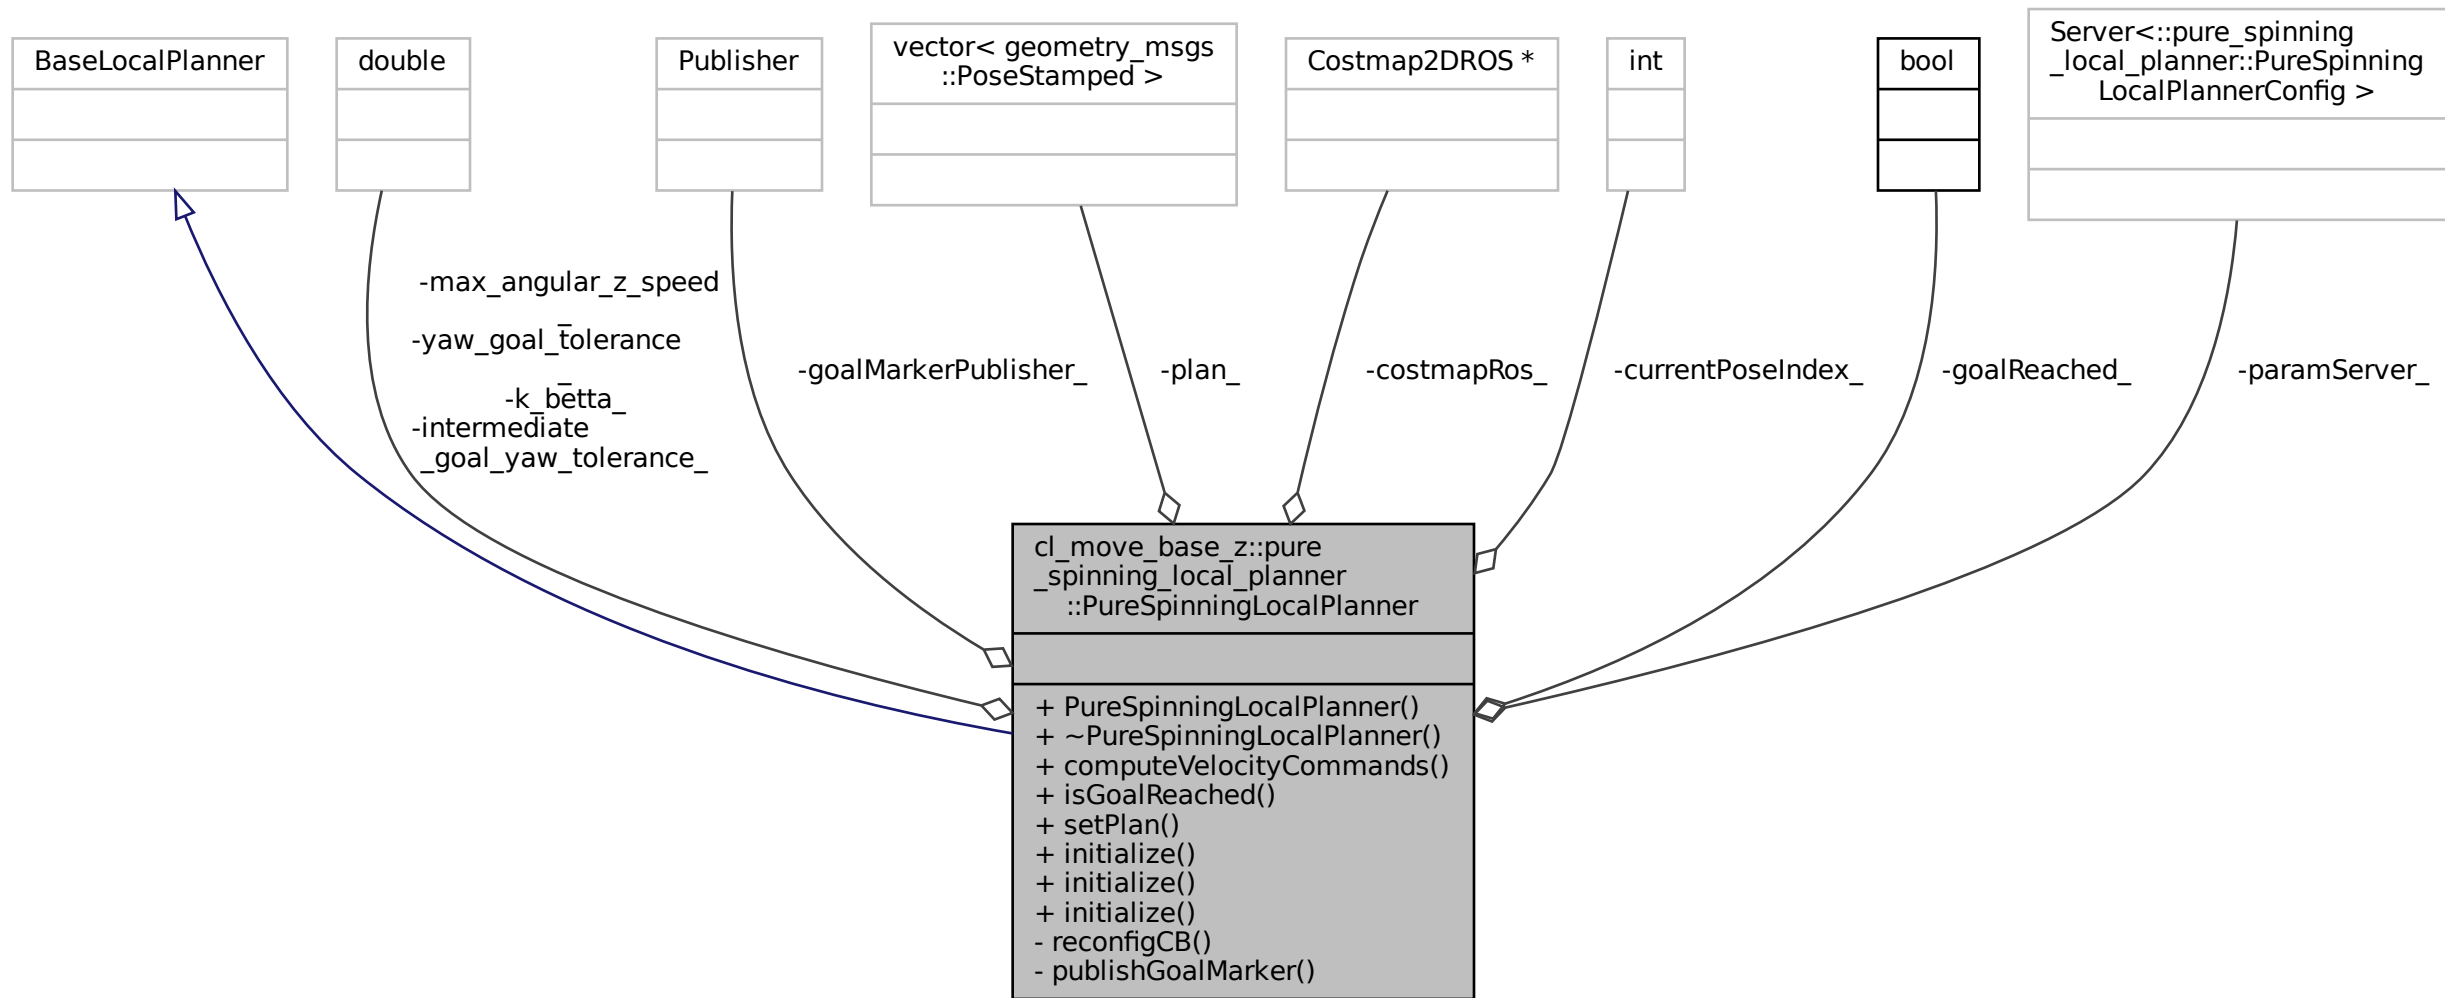 BaseLocalPlanner
double
Publisher
vector< geometry_msgs
::PoseStamped >
Costmap2DROS *
int
bool
Server<::pure_spinning
_local_planner::PureSpinning
LocalPlannerConfig >
-max_angular_z_speed
_
-yaw_goal_tolerance
_
-k_betta_
-intermediate
_goal_yaw_tolerance_
-goalMarkerPublisher_
-plan_
-costmapRos_
-currentPoseIndex_
-goalReached_
-paramServer_
cl_move_base_z::pure
_spinning_local_planner
::PureSpinningLocalPlanner
+ PureSpinningLocalPlanner()
+ ~PureSpinningLocalPlanner()
+ computeVelocityCommands()
+ isGoalReached()
+ setPlan()
+ initialize()
+ initialize()
+ initialize()
- reconfigCB()
- publishGoalMarker()